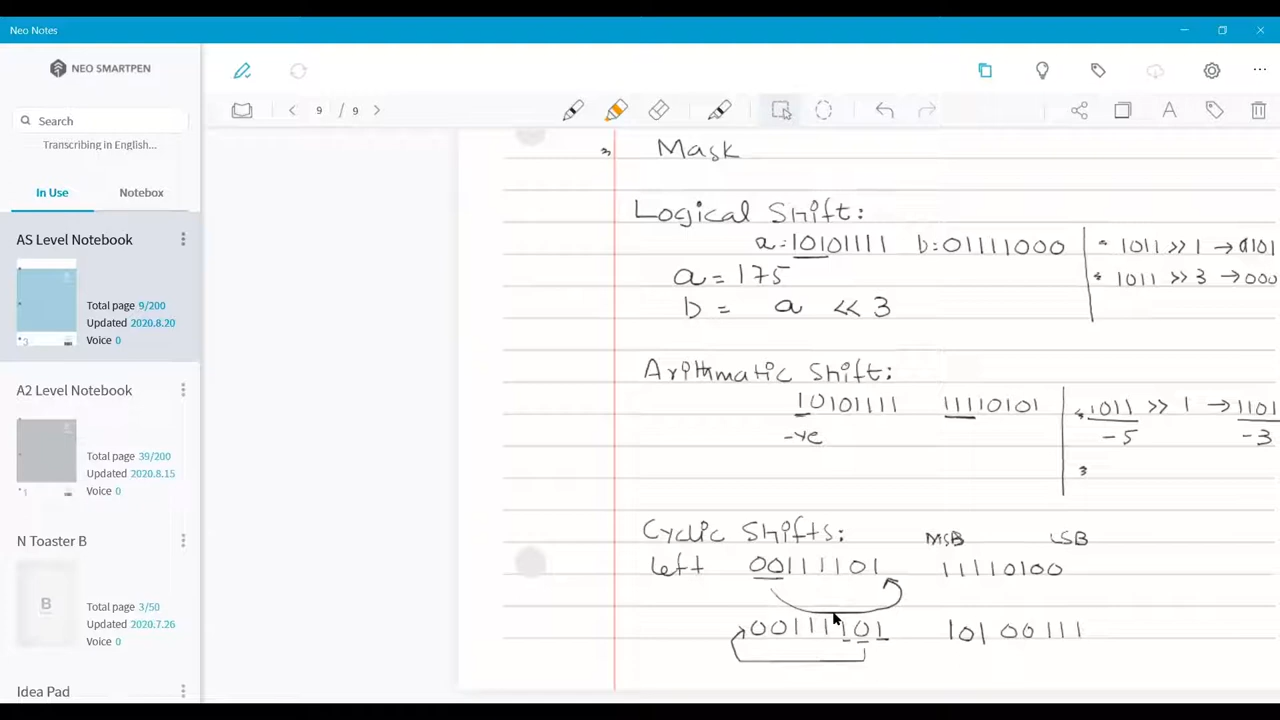 Neo Notes
NEO SMARTPEN
Search
Transcribing in English...
In Use Notebox
AS Level Notebook
Total page 9/200
Updated 2020.8.20
Voice 0
A2 Level Notebook
Total page 39/200
Updated 2020.8.15
Voice 0
N Toaster B
B
Total page 3/50
Updated 2020.7.26
Voice 0
Idea Pad
9 / 9
Mask
Logical Shift:
a:10101111 b:01111000 1011 >> 1 → 0101
a = 175 1011 >> 3 → 000
b = a << 3
Arithmatic Shift:
10101111 11110101 1011 >> 1 → 1101
-ve -5 -3
Cyclic Shifts: MSB LSB
Left 00111101 11110100
00111101 10100111